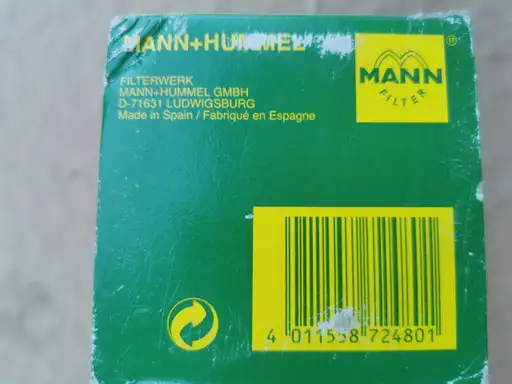 MANN+HUMMEL
MANN
FILTER
®
FILTERWERK
MANN+HUMMEL GMBH
D-71631 LUDWIGSBURG
Made in Spain / Fabriqué en Espagne
4 011558 724801